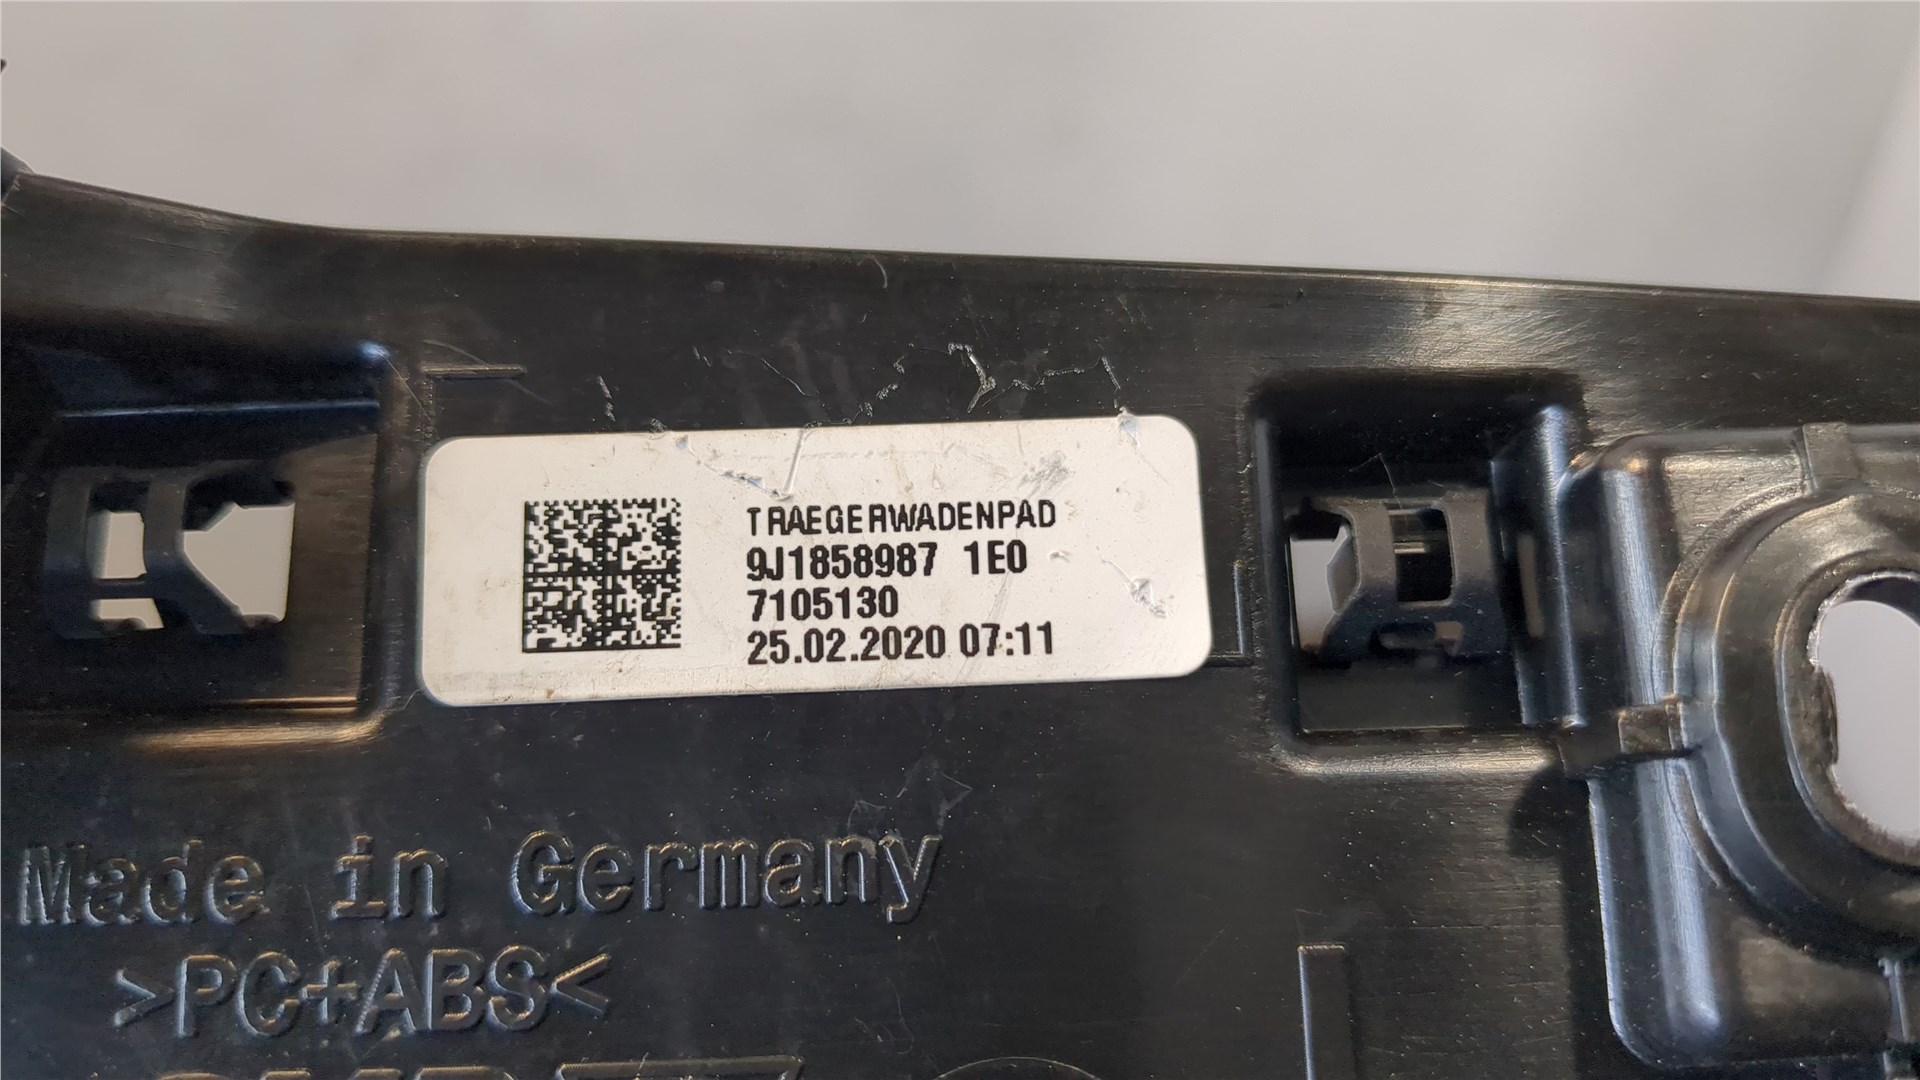 TRAEGERWADENPAD
9J1858987 1E0
7105130
25.02.2020 07:11
Made in Germany
>PC+ABS<